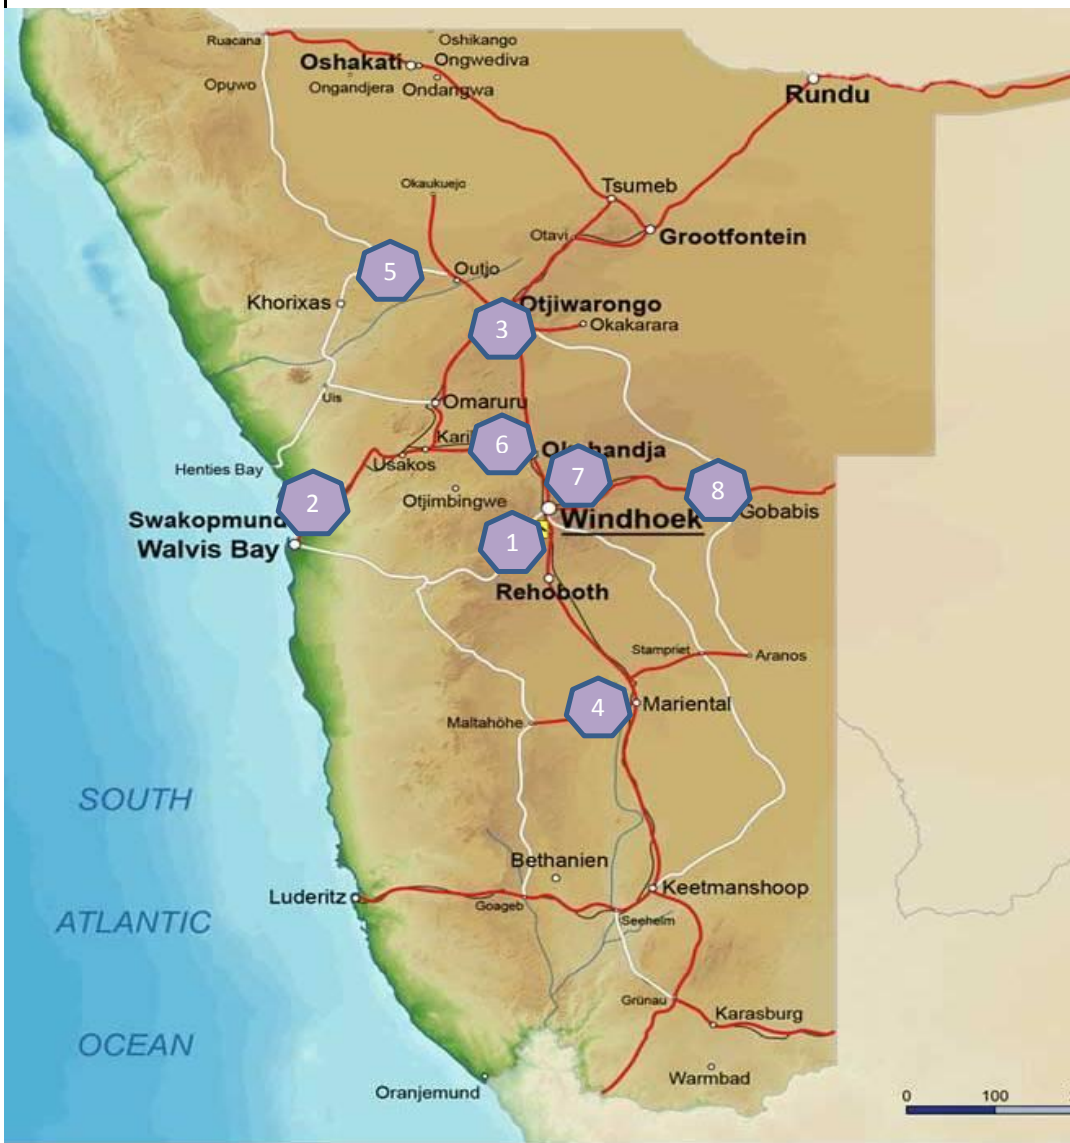 Ruacana
Oshikango
Oshakati
Ongwediva
Opuwo
Ongandjera
Ondangwa
Rundu
Okaukuejo
Tsumeb
Otavi
Grootfontein
5
Outjo
Khorixas
Otjiwarongo
3
Okakarara
Uis
Omaruru
Kari
6
Usakos
Henties Bay
7
8
2
Otjimbingwe
Gobabis
Swakopmund
Windhoek
Walvis Bay
1
Rehoboth
Stampriet
Aranos
4
Mariental
Maltahöhe
SOUTH
Bethanien
Keetmanshoop
Luderitz
Goageb
ATLANTIC
Seeheim
Grünau
Karasburg
OCEAN
Warmbad
Oranjemund
0
100